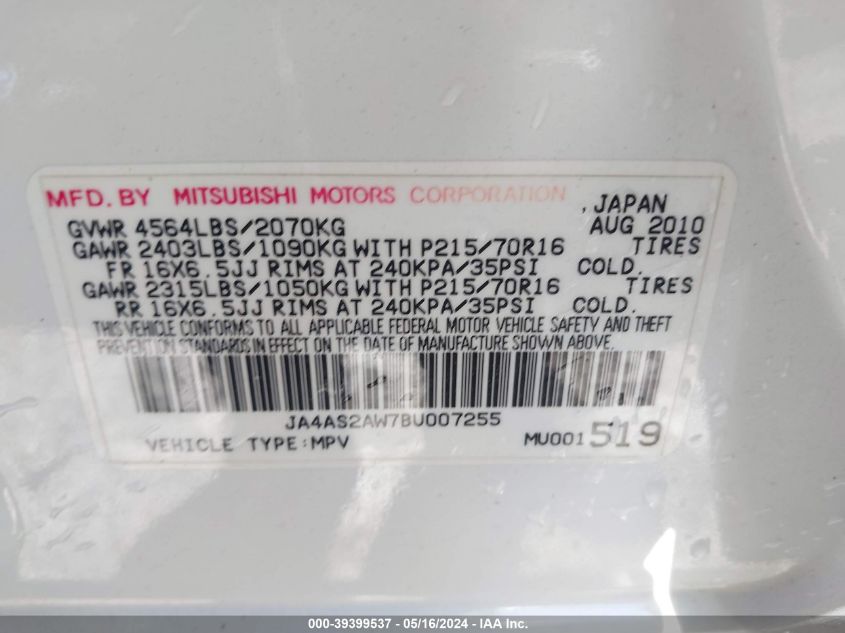 MFD. BY MITSUBISHI MOTORS CORPORATION , JAPAN
GVWR 4564LBS/2070KG AUG 2010
GAWR 2403LBS/1090KG WITH P215/70R16 TIRES
FR 16X6.5JJ RIMS AT 240KPA/35PSI COLD.
GAWR 2315LBS/1050KG WITH P215/70R16 TIRES
RR 16X6.5JJ RIMS AT 240KPA/35PSI COLD.
THIS VEHICLE CONFORMS TO ALL APPLICABLE FEDERAL MOTOR VEHICLE SAFETY AND THEFT
PREVENTION STANDARDS IN EFFECT ON THE DATE OF MANUFACTURE SHOWN ABOVE.
JA4AS2AW7BU007255
VEHICLE TYPE:MPV MU001519
000-39399537 - 05/16/2024 - IAA Inc.